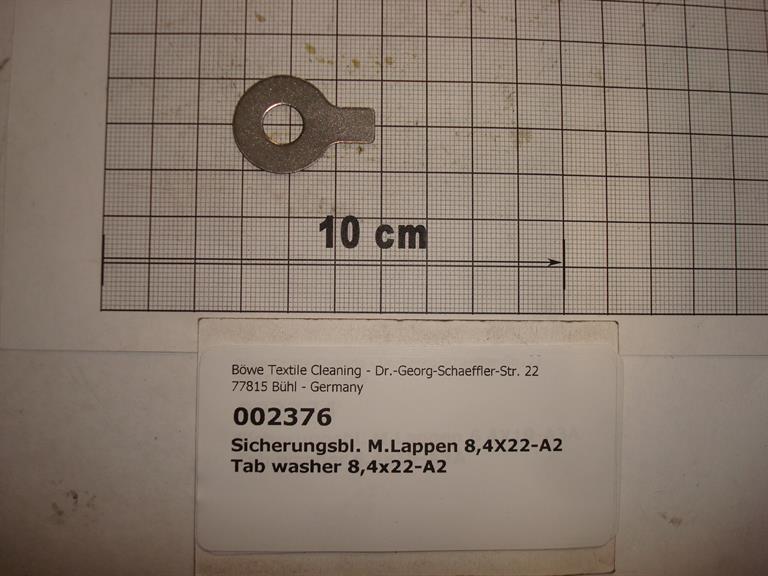 10 cm
Böwe Textile Cleaning - Dr.-Georg-Schaeffler-Str. 22
77815 Bühl - Germany
002376
Sicherungsbl. M.Lappen 8,4X22-A2
Tab washer 8,4x22-A2